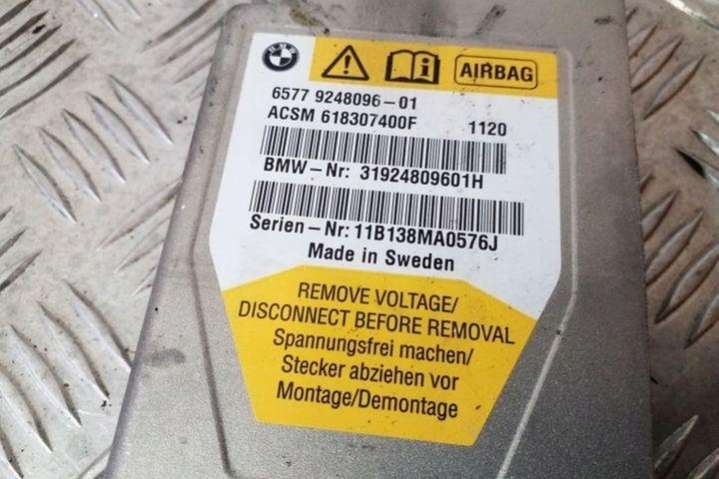 BMW
AIRBAG
6577 9248096-01
ACSM 618307400F 1120
BMW-Nr: 31924809601H
Serien-Nr: 11B138MA0576J
Made in Sweden
REMOVE VOLTAGE/
DISCONNECT BEFORE REMOVAL
Spannungsfrei machen/
Stecker abziehen vor
Montage/Demontage